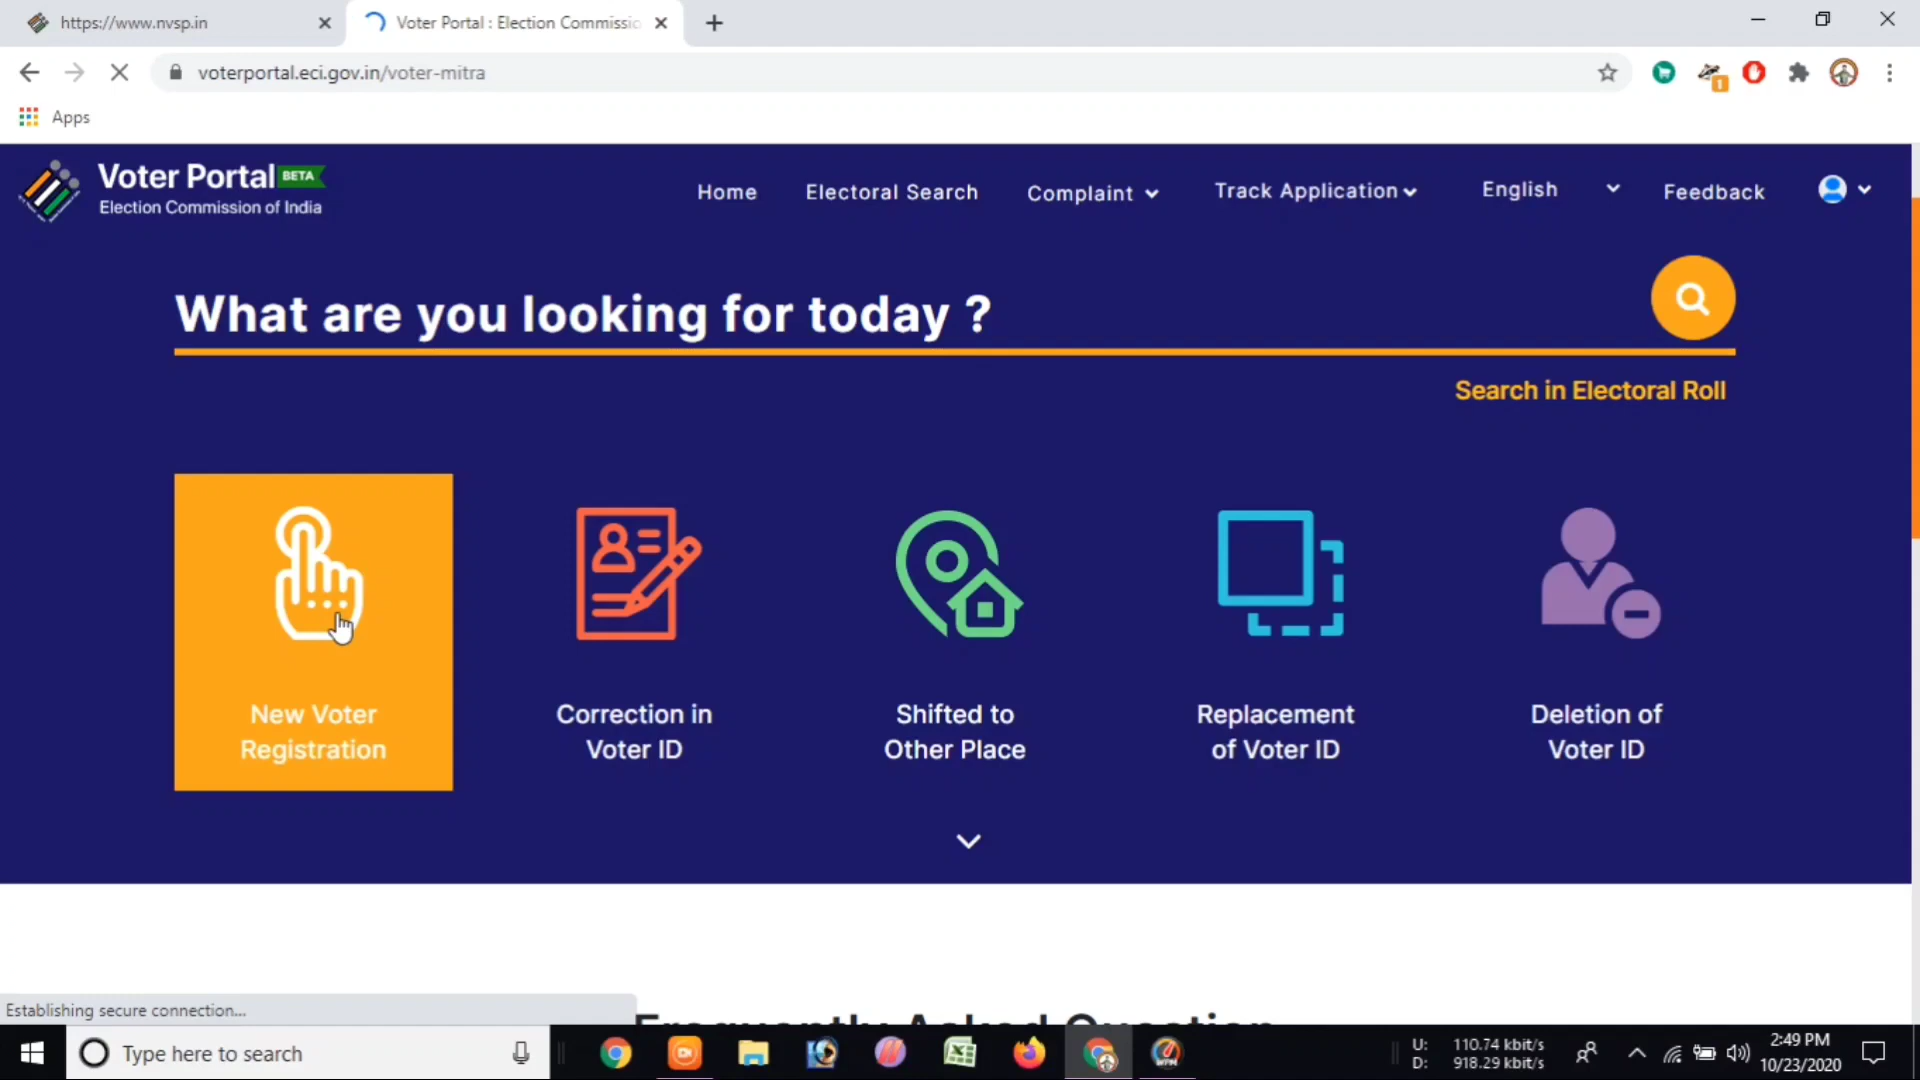 https://www.nvsp.in
Voter Portal : Election Commissio
voterportal.eci.gov.in/voter-mitra
1
Apps
Voter Portal BETA
Election Commission of India
Home
Electoral Search
Complaint
Track Application
English
Feedback
What are you looking for today ?
Search in Electoral Roll
New Voter
Registration
Correction in
Voter ID
Shifted to
Other Place
Replacement
of Voter ID
Deletion of
Voter ID
Frequently Asked Question
Establishing secure connection...
Type here to search
U: 110.74 kbit/s
D: 918.29 kbit/s
2:49 PM
10/23/2020